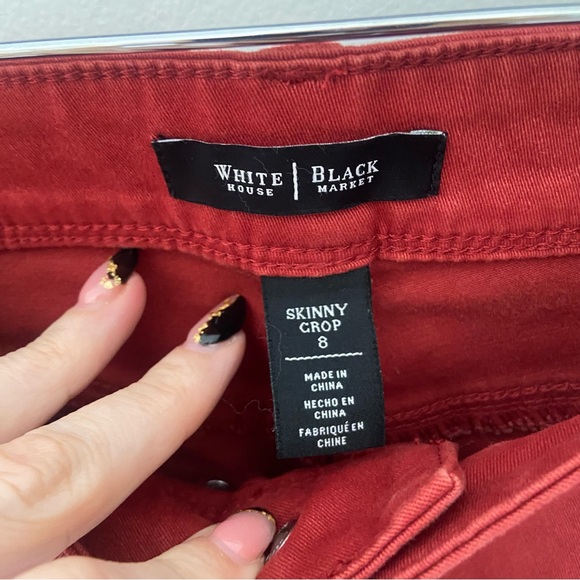 WHITE | BLACK
HOUSE | MARKET
SKINNY
CROP
8
MADE IN
CHINA
HECHO EN
CHINA
FABRIQUÉ EN
CHINE